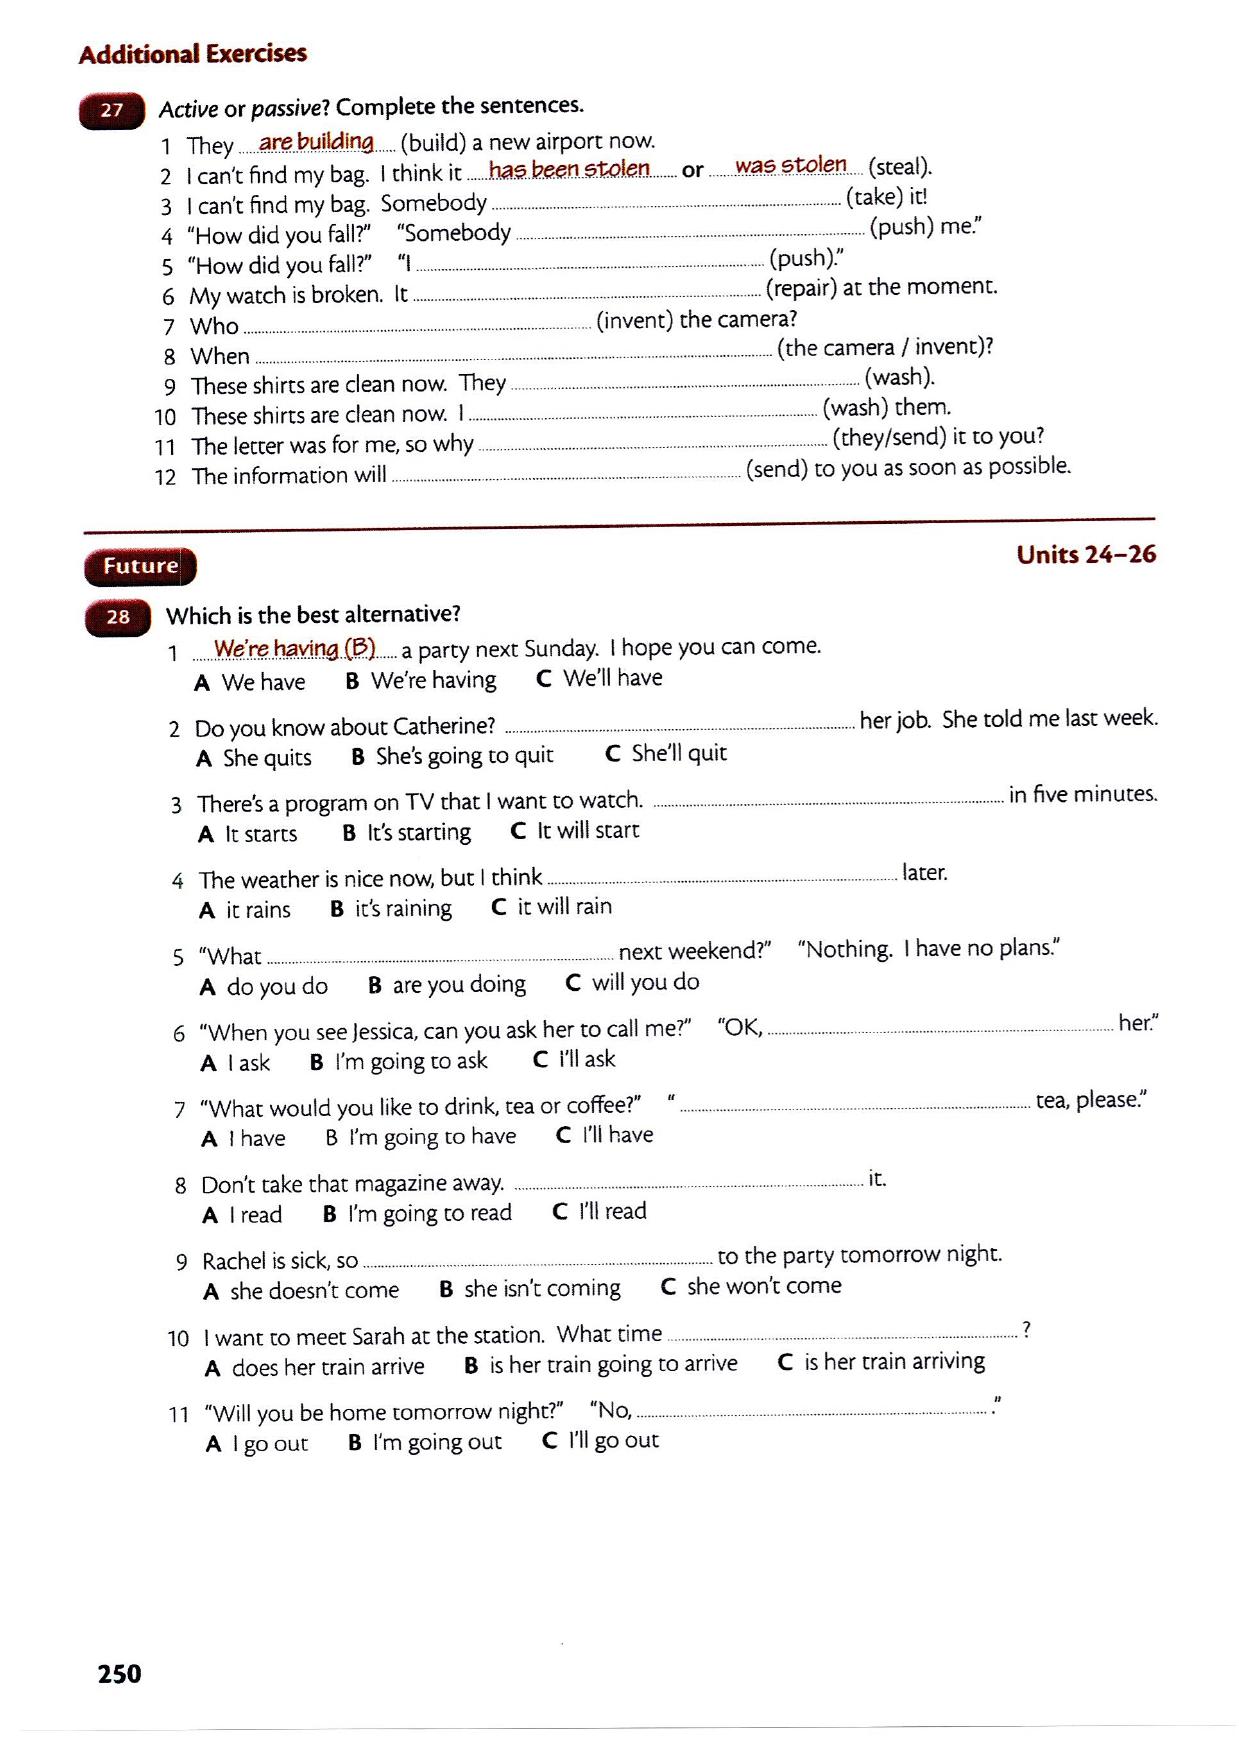 Additional Exercises
27 Active or passive? Complete the sentences.
1 They are building (build) a new airport now.
2 I can't find my bag. I think it has been stolen or was stolen (steal).
3 I can't find my bag. Somebody (take) it!
4 "How did you fall?" "Somebody (push) me."
5 "How did you fall?" "I (push)."
6 My watch is broken. It (repair) at the moment.
7 Who (invent) the camera?
8 When (the camera / invent)?
9 These shirts are clean now. They (wash).
10 These shirts are clean now. I (wash) them.
11 The letter was for me, so why (they/send) it to you?
12 The information will (send) to you as soon as possible.
Future Units 24–26
28 Which is the best alternative?
1 We're having (B) a party next Sunday. I hope you can come.
A We have B We're having C We'll have
2 Do you know about Catherine? her job. She told me last week.
A She quits B She's going to quit C She'll quit
3 There's a program on TV that I want to watch. in five minutes.
A It starts B It's starting C It will start
4 The weather is nice now, but I think later.
A it rains B it's raining C it will rain
5 "What next weekend?" "Nothing. I have no plans."
A do you do B are you doing C will you do
6 "When you see Jessica, can you ask her to call me?" "OK, her."
A I ask B I'm going to ask C I'll ask
7 "What would you like to drink, tea or coffee?" " tea, please."
A I have B I'm going to have C I'll have
8 Don't take that magazine away. it.
A I read B I'm going to read C I'll read
9 Rachel is sick, so to the party tomorrow night.
A she doesn't come B she isn't coming C she won't come
10 I want to meet Sarah at the station. What time ?
A does her train arrive B is her train going to arrive C is her train arriving
11 "Will you be home tomorrow night?" "No, ."
A I go out B I'm going out C I'll go out
250